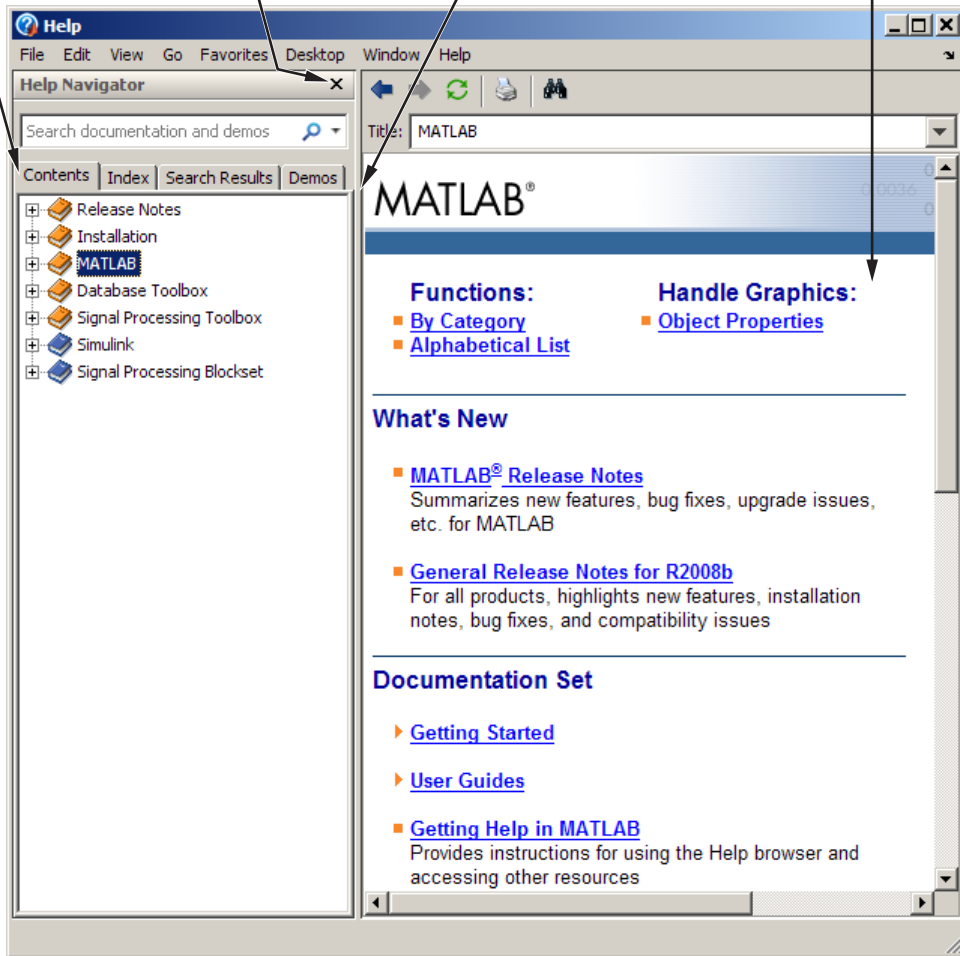 Help
File Edit View Go Favorites Desktop Window Help
Help Navigator
Search documentation and demos
Contents Index Search Results Demos
Release Notes
Installation
MATLAB
Database Toolbox
Signal Processing Toolbox
Simulink
Signal Processing Blockset
Title: MATLAB
MATLAB®
0
0.0036
0
Functions:
By Category
Alphabetical List
Handle Graphics:
Object Properties
What's New
MATLAB® Release Notes
Summarizes new features, bug fixes, upgrade issues,
etc. for MATLAB
General Release Notes for R2008b
For all products, highlights new features, installation
notes, bug fixes, and compatibility issues
Documentation Set
Getting Started
User Guides
Getting Help in MATLAB
Provides instructions for using the Help browser and
accessing other resources